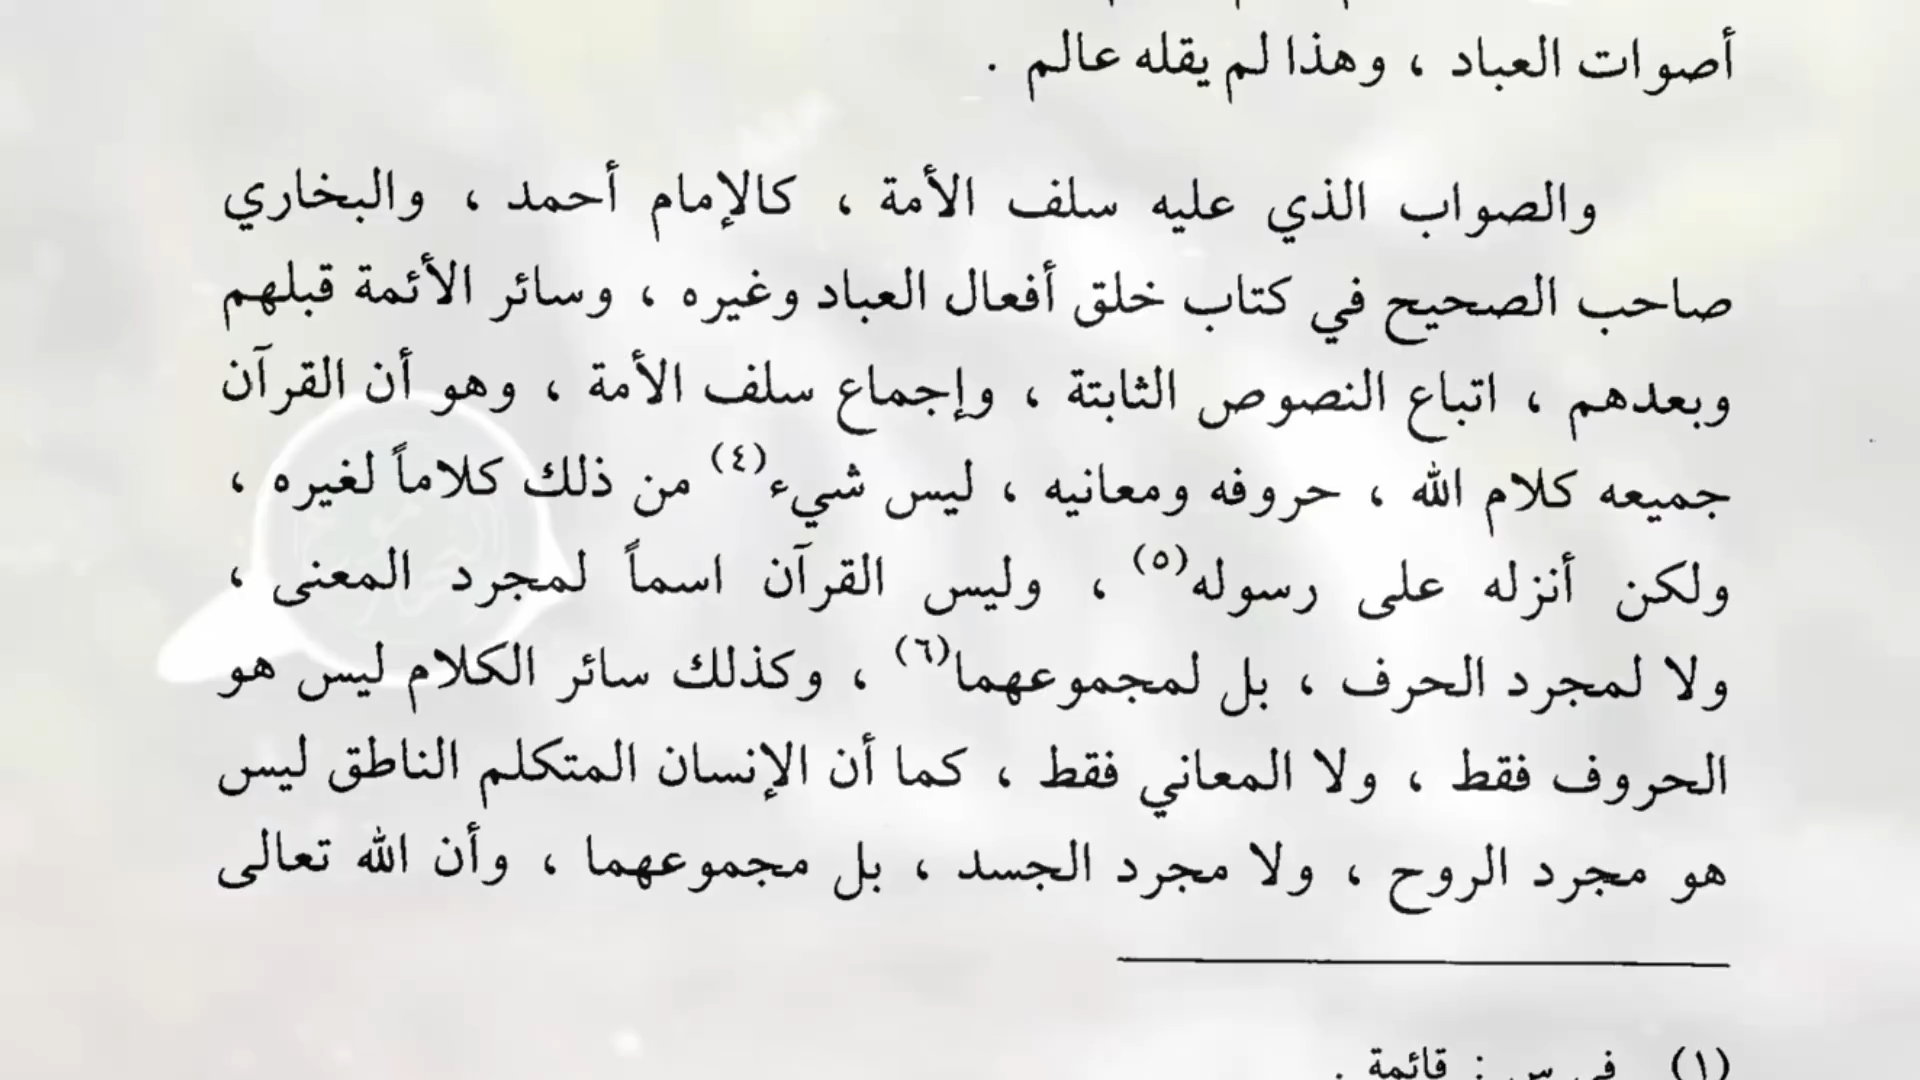 أصوات العباد ، وهذا لم يقله عالم .
والصواب الذي عليه سلف الأمة ، كالإمام أحمد ، والبخاري
صاحب الصحيح في كتاب خلق أفعال العباد وغيره ، وسائر الأئمة قبلهم
وبعدهم ، اتباع النصوص الثابتة ، وإجماع سلف الأمة ، وهو أن القرآن
جميعه كلام الله ، حروفه ومعانيه ، ليس شيء(٤) من ذلك كلاماً لغيره ،
ولكن أنزله على رسوله(٥) ، وليس القرآن اسماً لمجرد المعنى ،
ولا لمجرد الحرف ، بل لمجموعهما(٦) ، وكذلك سائر الكلام ليس هو
الحروف فقط ، ولا المعاني فقط ، كما أن الإنسان المتكلم الناطق ليس
هو مجرد الروح ، ولا مجرد الجسد ، بل مجموعهما ، وأن الله تعالى
(١) في س : قائمة .